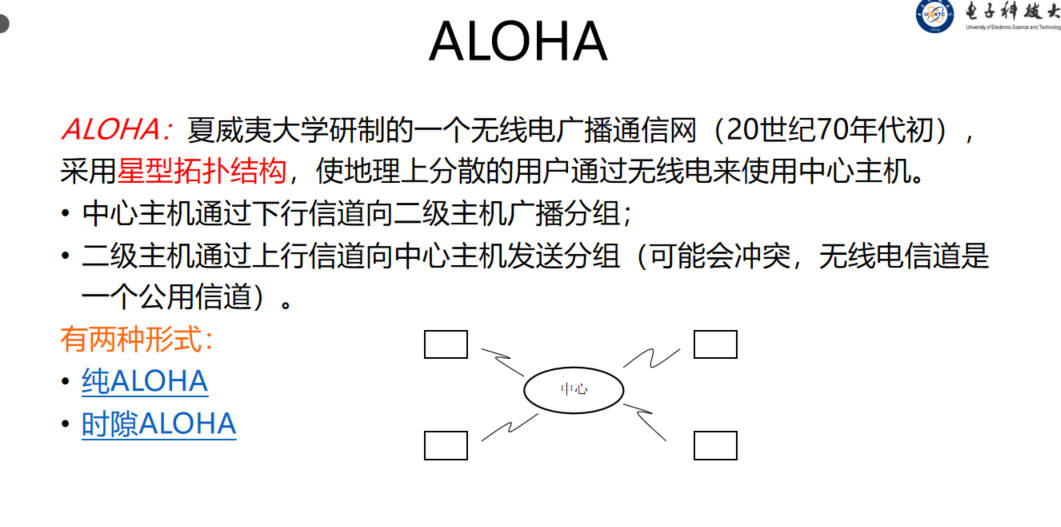 电子科技大
University of Electronic Science and Technolog
ALOHA
ALOHA：夏威夷大学研制的一个无线电广播通信网（20世纪70年代初），
采用星型拓扑结构，使地理上分散的用户通过无线电来使用中心主机。
• 中心主机通过下行信道向二级主机广播分组；
• 二级主机通过上行信道向中心主机发送分组（可能会冲突，无线电信道是
一个公用信道）。
有两种形式：
• 纯ALOHA
• 时隙ALOHA
中心